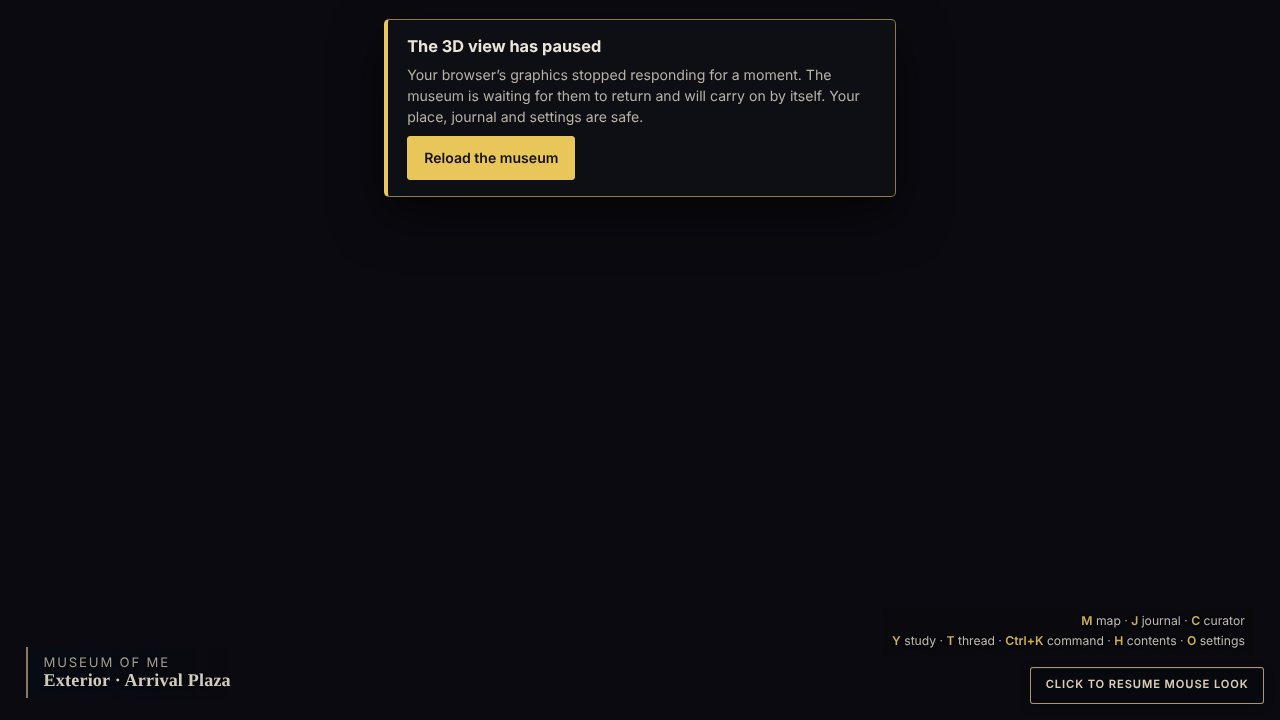 The 3D view has paused
Your browser’s graphics stopped responding for a moment. The
museum is waiting for them to return and will carry on by itself. Your
place, journal and settings are safe.
Reload the museum
M map · J journal · C curator
Y study · T thread · Ctrl+K command · H contents · O settings
MUSEUM OF ME
Exterior · Arrival Plaza
CLICK TO RESUME MOUSE LOOK